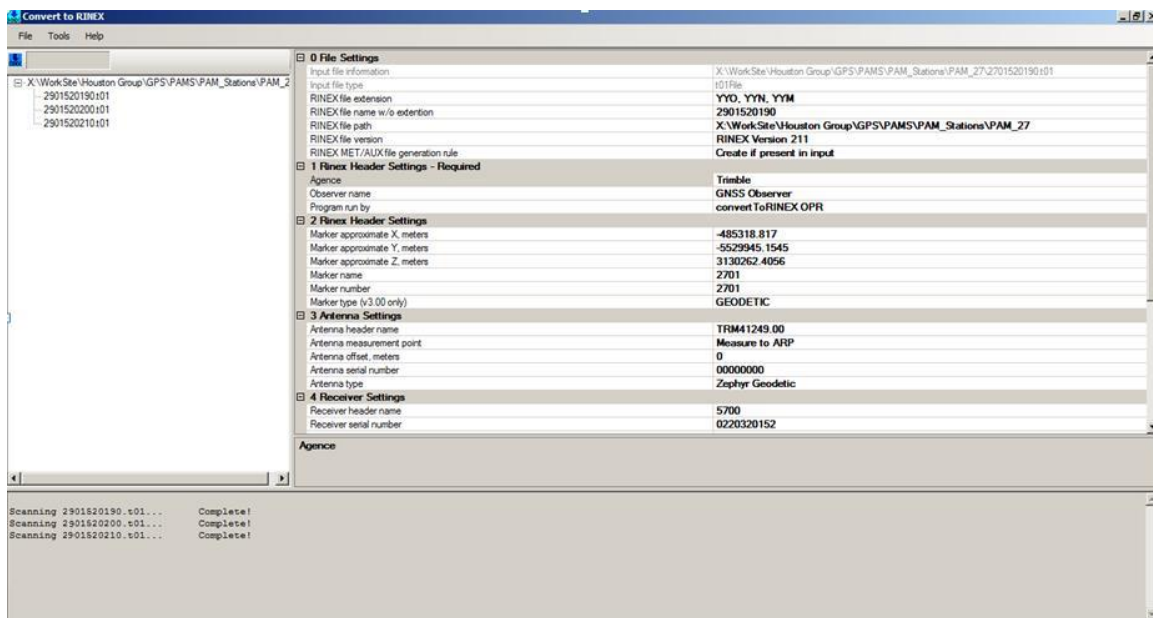 Convert to RINEX
File Tools Help
X:\WorkSite\Houston Group\GPS\PAMS\PAM_Stations\PAM_2
2901520190.t01
2901520200.t01
2901520210.t01
0 File Settings
Input file information X:\WorkSite\Houston Group\GPS\PAMS\PAM_Stations\PAM_27\2701520190.t01
Input file type t01File
RINEX file extension YYO, YYN, YYM
RINEX file name w/o extention 2901520190
RINEX file path X:\WorkSite\Houston Group\GPS\PAMS\PAM_Stations\PAM_27
RINEX file version RINEX Version 211
RINEX MET/AUX file generation rule Create if present in input
1 Rinex Header Settings - Required
Agence Trimble
Observer name GNSS Observer
Program run by convertToRINEX OPR
2 Rinex Header Settings
Marker approximate X, meters -485318.817
Marker approximate Y, meters -5529945.1545
Marker approximate Z, meters 3130262.4056
Marker name 2701
Marker number 2701
Marker type (v3.00 only) GEODETIC
3 Antenna Settings
Antenna header name TRM41249.00
Antenna measurement point Measure to ARP
Antenna offset, meters 0
Antenna serial number 00000000
Antenna type Zephyr Geodetic
4 Receiver Settings
Receiver header name 5700
Receiver serial number 0220320152
Agence
Scanning 2901520190.t01... Complete!
Scanning 2901520200.t01... Complete!
Scanning 2901520210.t01... Complete!